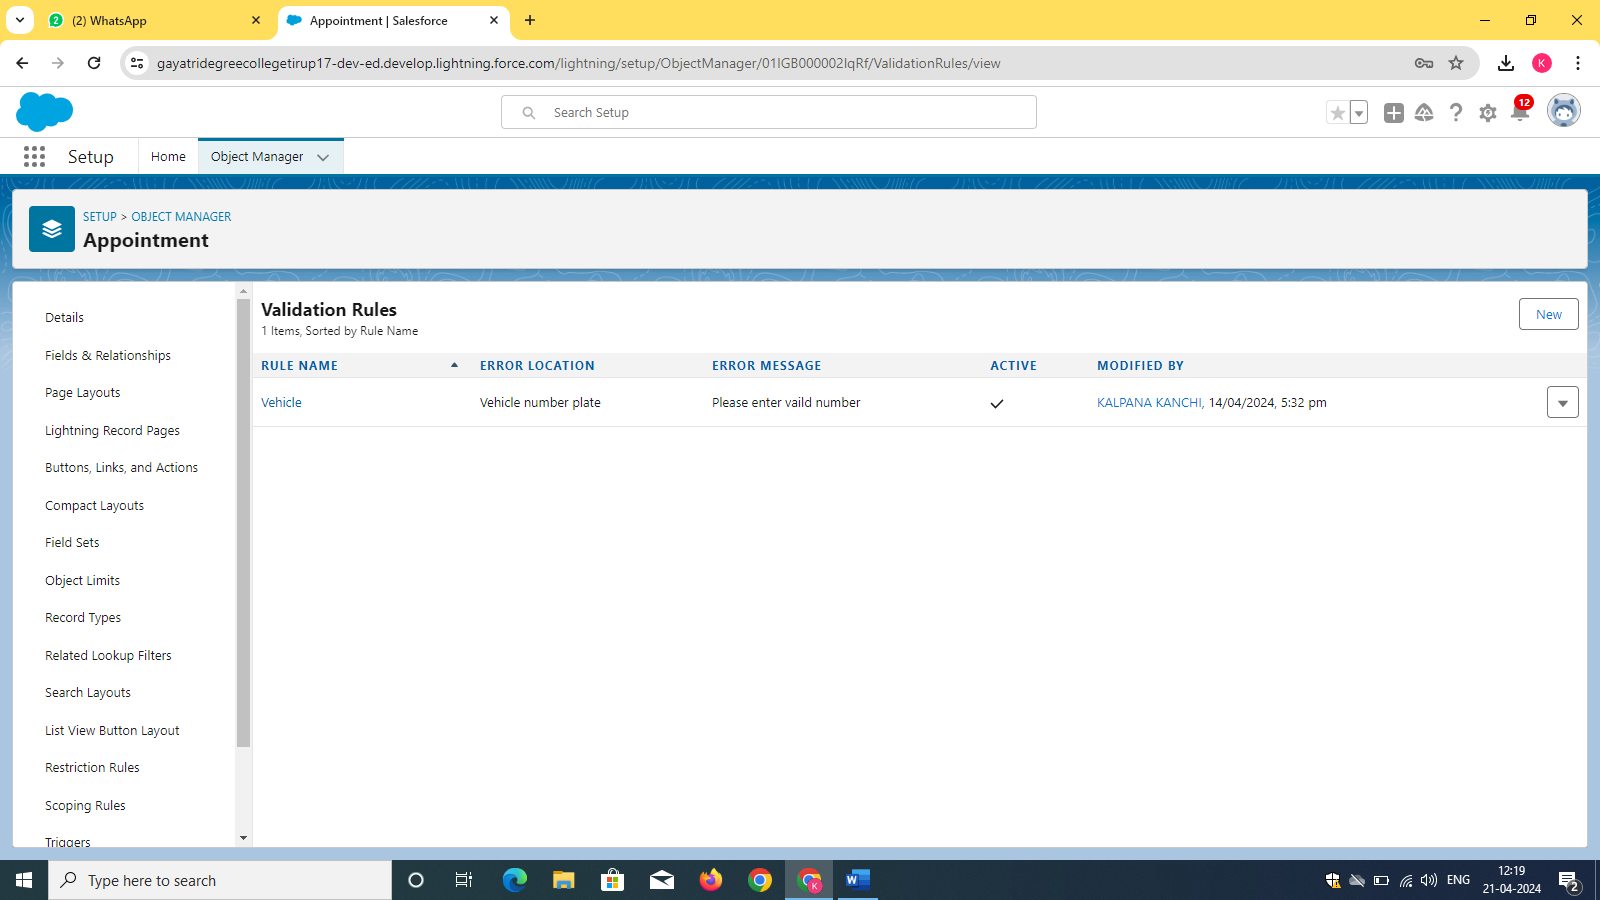 2
(2) WhatsApp
Appointment | Salesforce
gayatridegreecollegetirup17-dev-ed.develop.lightning.force.com/lightning/setup/ObjectManager/01IGB000002IqRf/ValidationRules/view
K
Search Setup
12
Setup
Home
Object Manager
SETUP > OBJECT MANAGER
Appointment
Details
Fields & Relationships
Page Layouts
Lightning Record Pages
Buttons, Links, and Actions
Compact Layouts
Field Sets
Object Limits
Record Types
Related Lookup Filters
Search Layouts
List View Button Layout
Restriction Rules
Scoping Rules
Triggers
Validation Rules
1 Items, Sorted by Rule Name
New
RULE NAME ERROR LOCATION ERROR MESSAGE ACTIVE MODIFIED BY
Vehicle Vehicle number plate Please enter vaild number KALPANA KANCHI, 14/04/2024, 5:32 pm
Type here to search
K
W
ENG
12:19
21-04-2024
2